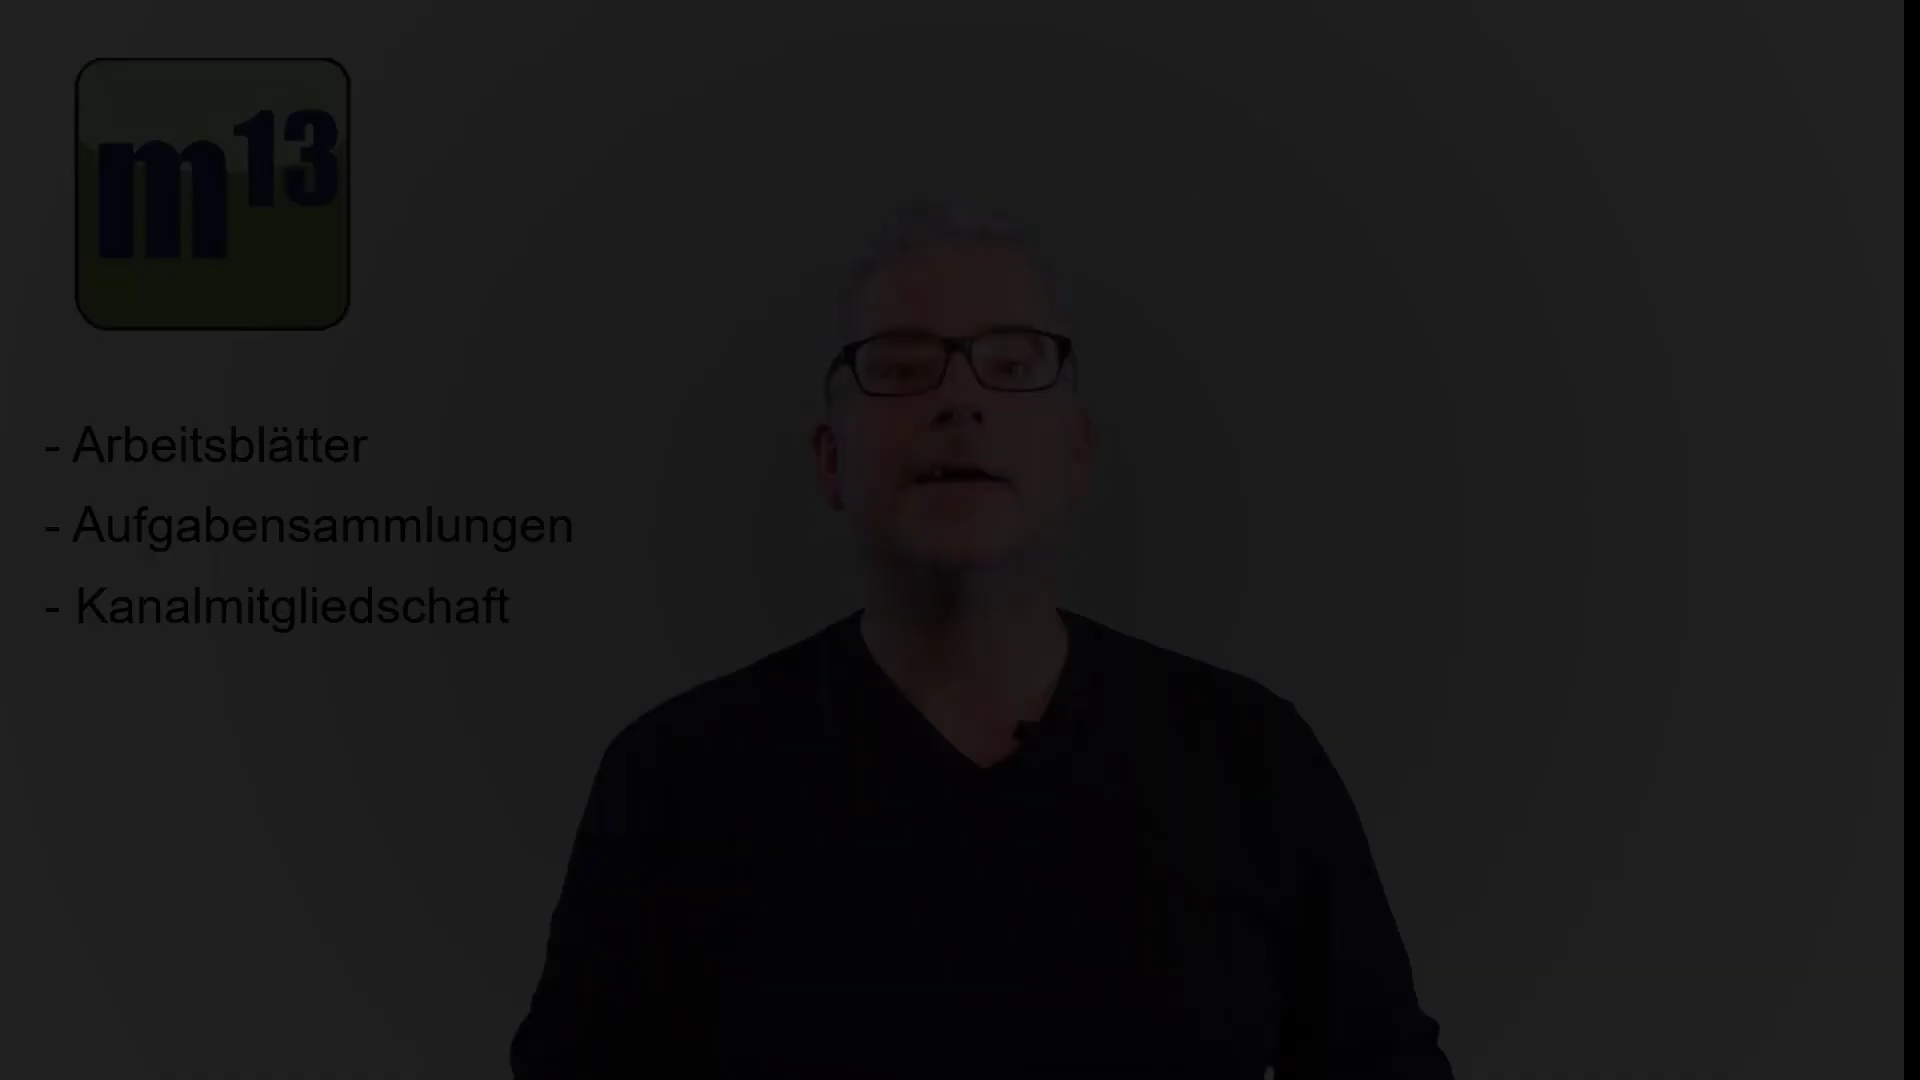 m13
- Arbeitsblätter
- Aufgabensammlungen
- Kanalmitgliedschaft